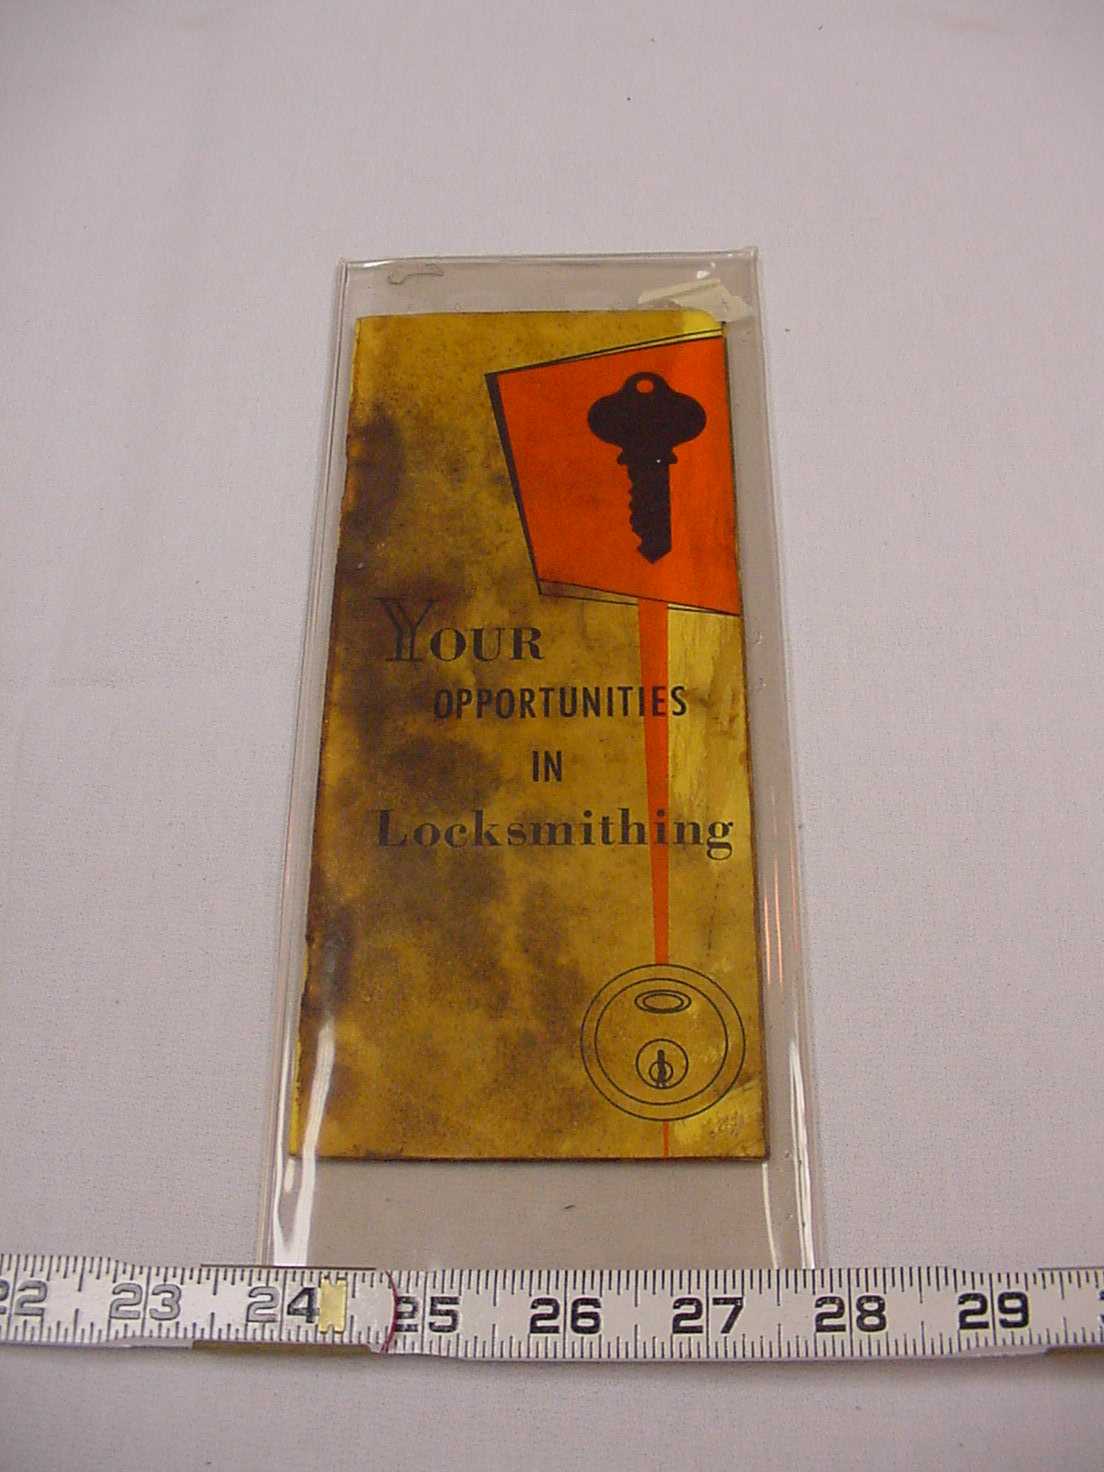 YOUR
OPPORTUNITIES
IN
Locksmithing
22 23 24 25 26 27 28 29